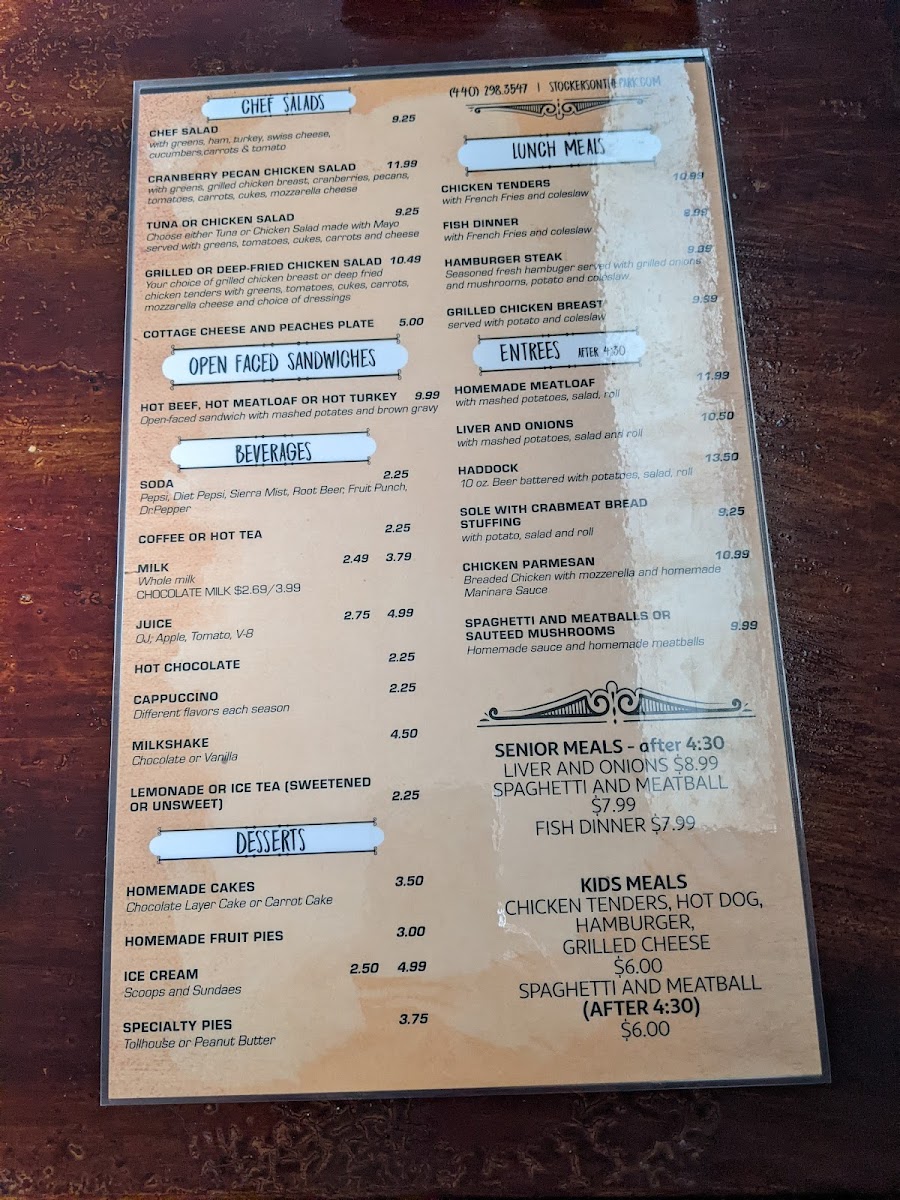 CHEF SALADS
CHEF SALAD 9.25
with greens, ham, turkey, swiss cheese,
cucumbers,carrots & tomato
CRANBERRY PECAN CHICKEN SALAD 11.99
with greens, grilled chicken breast, cranberries, pecans,
tomatoes, carrots, cukes, mozzarella cheese
TUNA OR CHICKEN SALAD 9.25
Choose either Tuna or Chicken Salad made with Mayo
served with greens, tomatoes, cukes, carrots and cheese
GRILLED OR DEEP-FRIED CHICKEN SALAD 10.49
Your choice of grilled chicken breast or deep fried
chicken tenders with greens, tomatoes, cukes, carrots,
mozzarella cheese and choice of dressings
COTTAGE CHEESE AND PEACHES PLATE 5.00
OPEN FACED SANDWICHES
HOT BEEF, HOT MEATLOAF OR HOT TURKEY 9.99
Open-faced sandwich with mashed potates and brown gravy
BEVERAGES
SODA 2.25
Pepsi, Diet Pepsi, Sierra Mist, Root Beer, Fruit Punch,
Dr.Pepper
COFFEE OR HOT TEA 2.25
MILK 2.49 3.79
Whole milk
CHOCOLATE MILK $2.69/3.99
JUICE 2.75 4.99
OJ; Apple, Tomato, V-8
HOT CHOCOLATE 2.25
CAPPUCCINO 2.25
Different flavors each season
MILKSHAKE 4.50
Chocolate or Vanilla
LEMONADE OR ICE TEA (SWEETENED
OR UNSWEET) 2.25
DESSERTS
HOMEMADE CAKES 3.50
Chocolate Layer Cake or Carrot Cake
HOMEMADE FRUIT PIES 3.00
ICE CREAM 2.50 4.99
Scoops and Sundaes
SPECIALTY PIES 3.75
Tollhouse or Peanut Butter
(440) 298.3547 | STOCKERSONTHEPARK.COM
LUNCH MEALS
CHICKEN TENDERS 10.99
with French Fries and coleslaw
FISH DINNER
with French Fries and coleslaw
HAMBURGER STEAK
Seasoned fresh hambuger served with grilled onions
and mushrooms, potato and coleslaw
GRILLED CHICKEN BREAST 9.99
served with potato and coleslaw
ENTREES AFTER 4:30
HOMEMADE MEATLOAF 11.99
with mashed potatoes, salad, roll
LIVER AND ONIONS 10.50
with mashed potatoes, salad and roll
HADDOCK 13.50
10 oz. Beer battered with potatoes, salad, roll
SOLE WITH CRABMEAT BREAD
STUFFING 9.25
with potato, salad and roll
CHICKEN PARMESAN 10.99
Breaded Chicken with mozzerella and homemade
Marinara Sauce
SPAGHETTI AND MEATBALLS OR
SAUTEED MUSHROOMS 9.99
Homemade sauce and homemade meatballs
SENIOR MEALS - after 4:30
LIVER AND ONIONS $8.99
SPAGHETTI AND MEATBALL
$7.99
FISH DINNER $7.99
KIDS MEALS
CHICKEN TENDERS, HOT DOG,
HAMBURGER,
GRILLED CHEESE
$6.00
SPAGHETTI AND MEATBALL
(AFTER 4:30)
$6.00